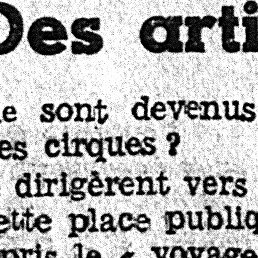 Des arti
e sont devenus
es cirques ?
dirigèrent vers
ette place publiq
pris le « voyage